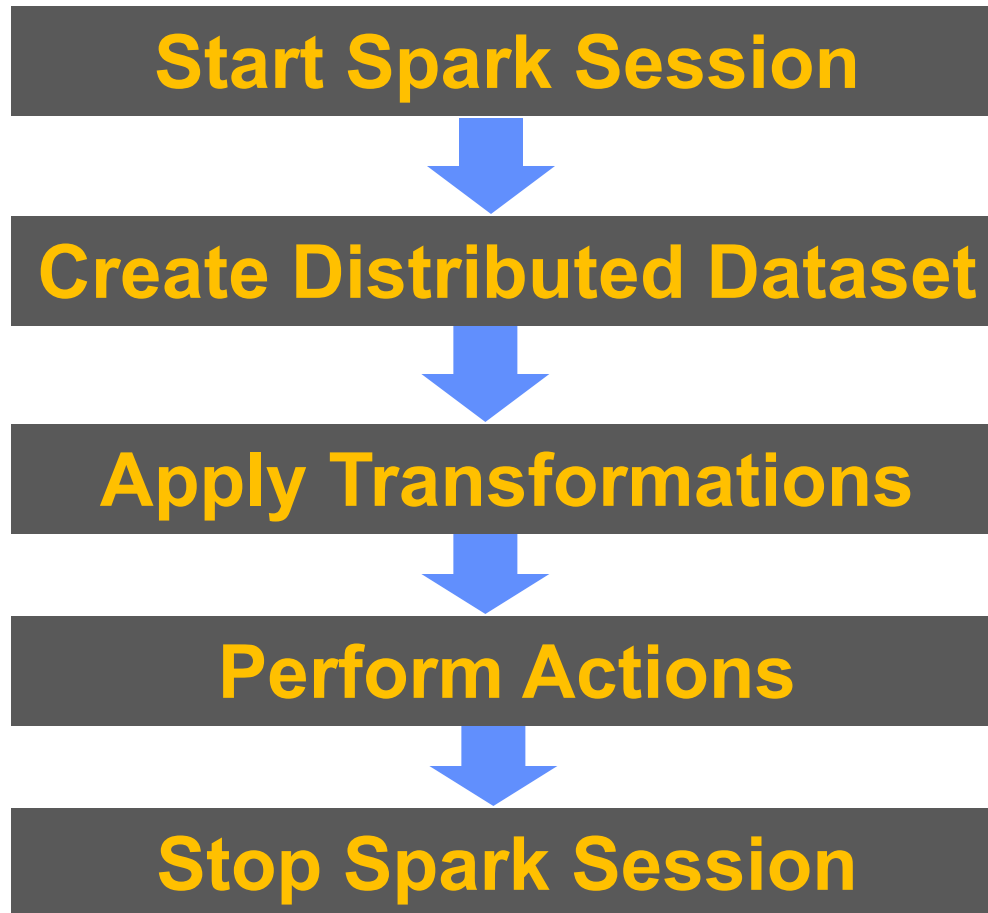 Start Spark Session
Create Distributed Dataset
Apply Transformations
Perform Actions
Stop Spark Session